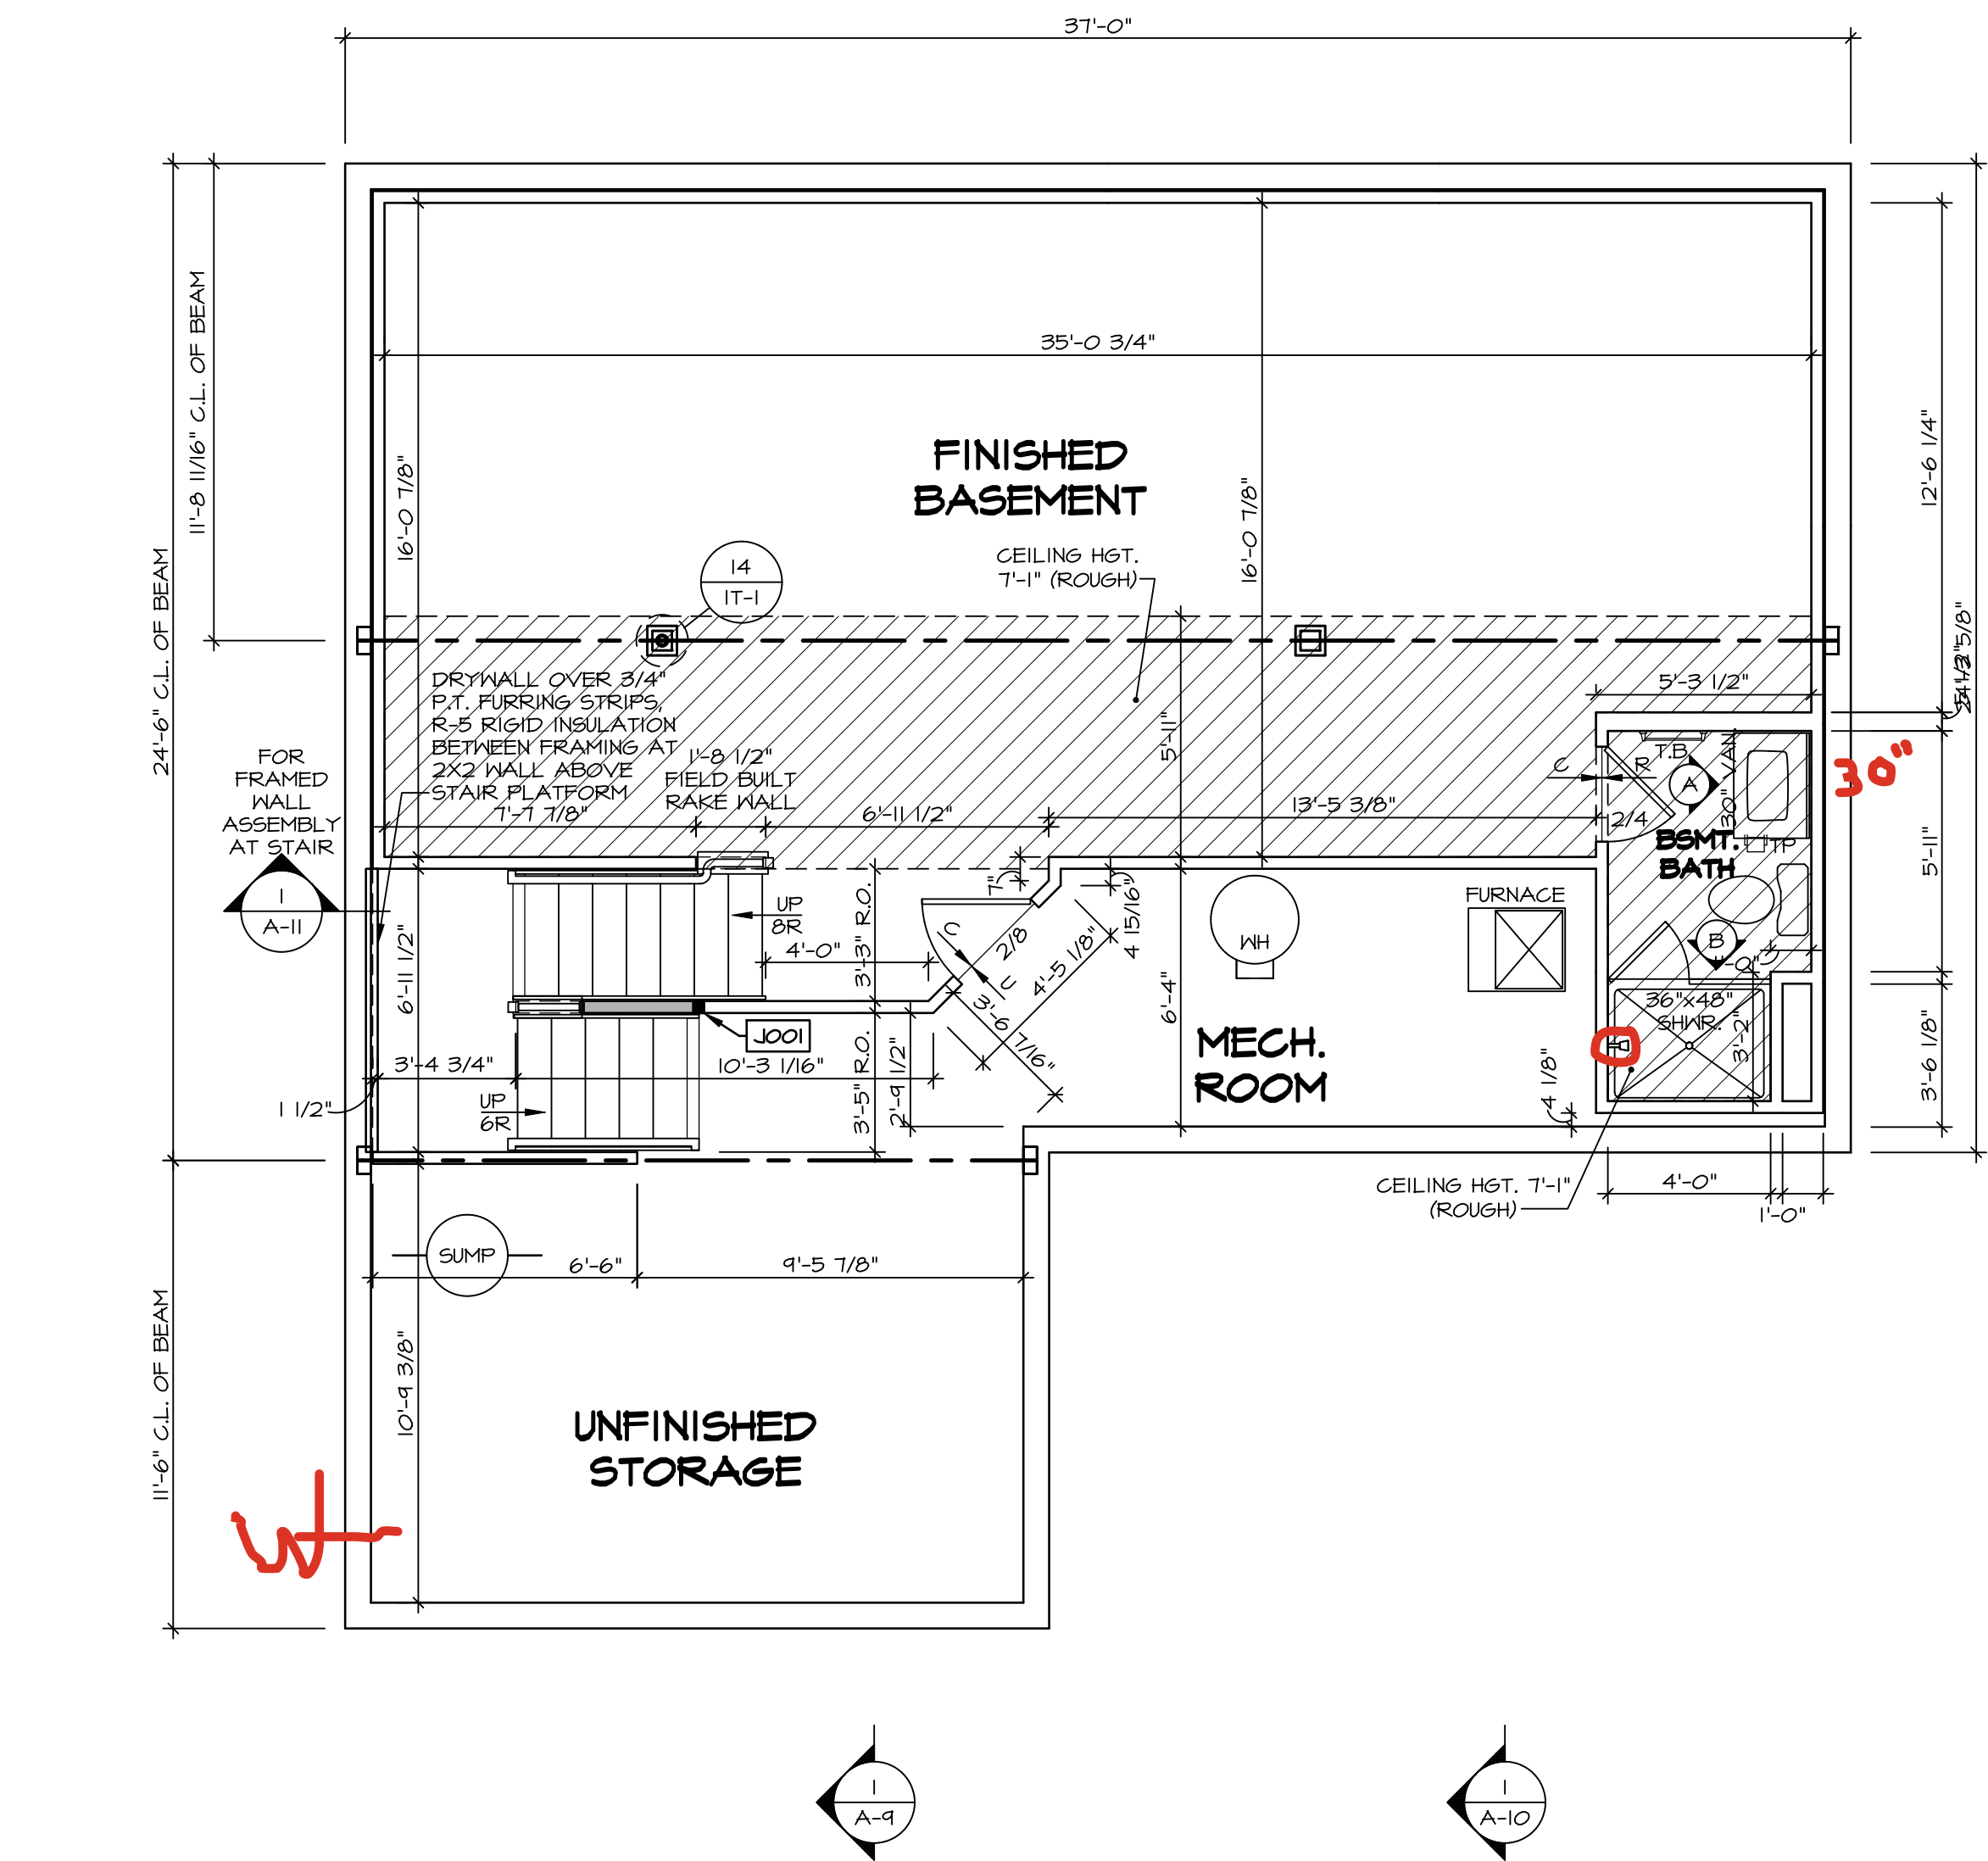 37'-0"
11'-8 11/16" C.L. OF BEAM
24'-6" C.L. OF BEAM
35'-0 3/4"
16'-0 7/8"
16'-0 7/8"
12'-6 1/4"
FINISHED
BASEMENT
CEILING HGT.
7'-1" (ROUGH)
14
IT-1
DRYWALL OVER 3/4"
P.T. FURRING STRIPS,
R-5 RIGID INSULATION
BETWEEN FRAMING AT
2X2 WALL ABOVE
STAIR PLATFORM
7'-7 7/8"
1'-8 1/2"
FIELD BUILT
RAKE WALL
6'-11 1/2"
5'-11"
13'-5 3/8"
5'-3 1/2"
FOR
FRAMED
WALL
ASSEMBLY
AT STAIR
1
A-11
T.B.
C
R
A
30" VAN.
30"
2/4
BSMT.
BATH
TP
5'-11"
UP
8R
4'-0"
3'-3" R.O.
7"
C
C
2/8
4'-5 1/8"
4 15/16"
3'-6 7/16"
WH
FURNACE
B
36"x48"
SHWR.
3'-2"
3'-6 1/8"
6'-11 1/2"
6'-4"
MECH.
ROOM
J001
3'-4 3/4"
10'-3 1/16"
3'-5" R.O.
2'-9 1/2"
1 1/2"
UP
6R
4 1/8"
CEILING HGT. 7'-1"
(ROUGH)
4'-0"
1'-0"
SUMP
6'-6"
9'-5 7/8"
11'-6" C.L. OF BEAM
10'-9 3/8"
UNFINISHED
STORAGE
1
A-9
1
A-10